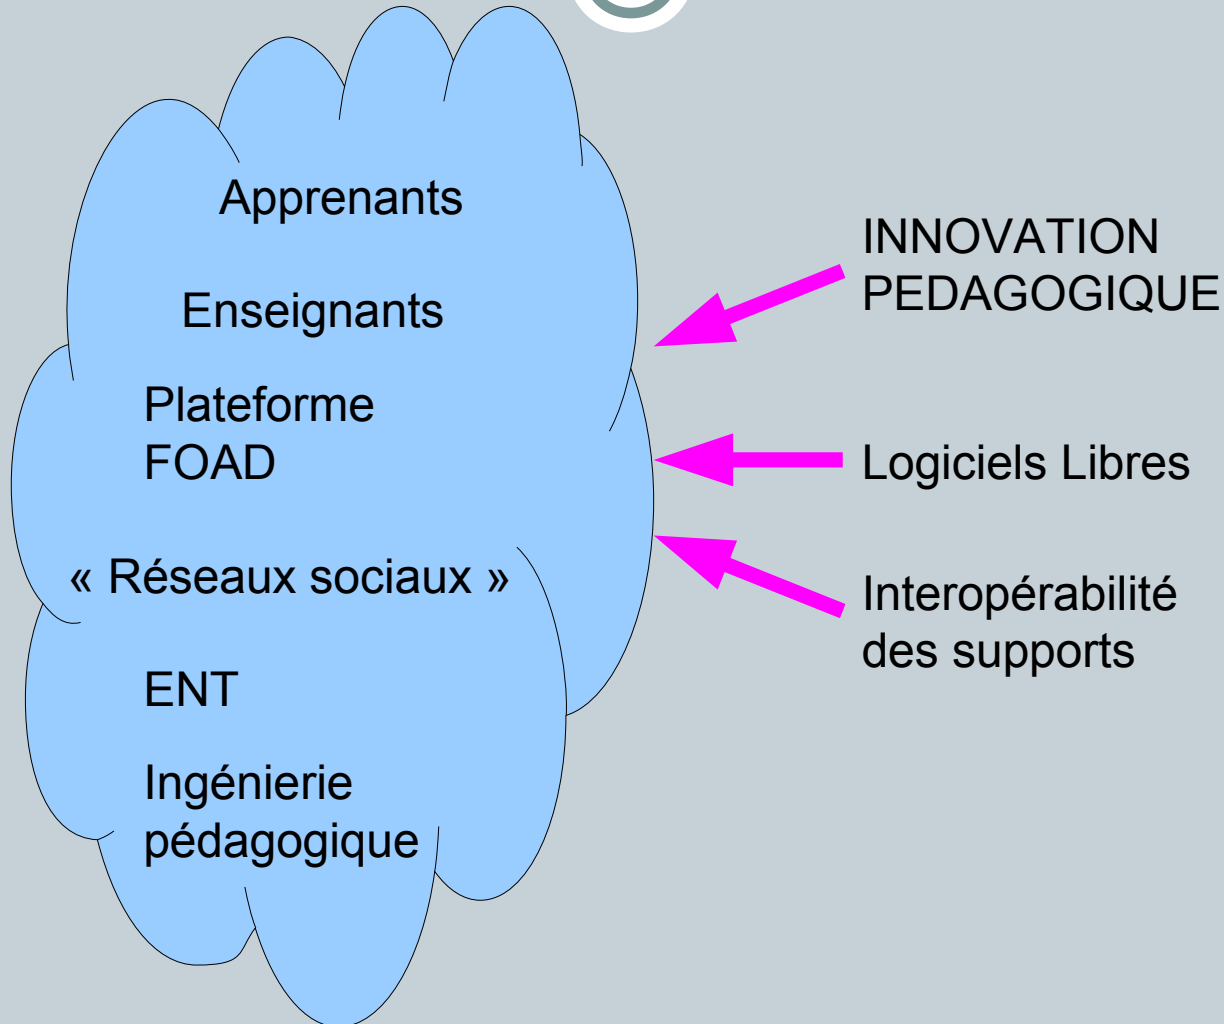 Apprenants
Enseignants
Plateforme
FOAD
« Réseaux sociaux »
ENT
Ingénierie
pédagogique
INNOVATION
PEDAGOGIQUE
Logiciels Libres
Interopérabilité
des supports